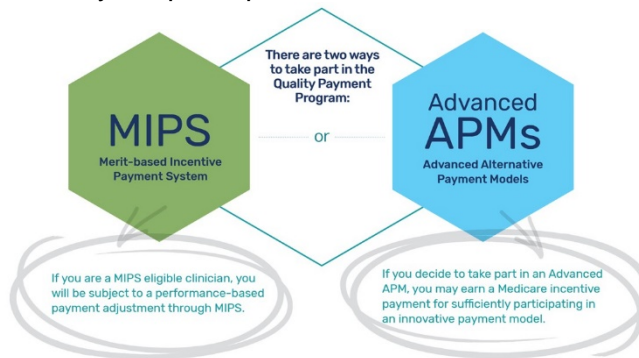 There are two ways
to take part in the
Quality Payment
Program:
MIPS
Merit-based Incentive
Payment System
or
Advanced
APMs
Advanced Alternative
Payment Models
If you are a MIPS eligible clinician, you
will be subject to a performance-based
payment adjustment through MIPS.
If you decide to take part in an Advanced
APM, you may earn a Medicare incentive
payment for sufficiently participating in
an innovative payment model.